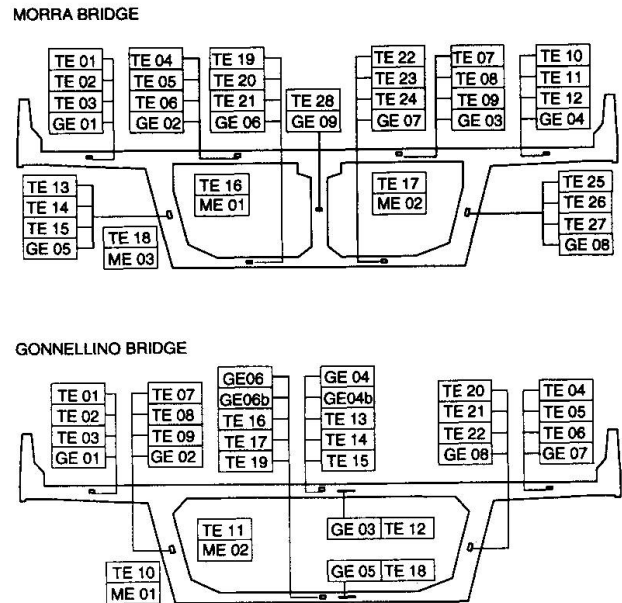 MORRA BRIDGE
TE 01
TE 02
TE 03
GE 01
TE 04
TE 05
TE 06
GE 02
TE 19
TE 20
TE 21
GE 06
TE 28
GE 09
TE 22
TE 23
TE 24
GE 07
TE 07
TE 08
TE 09
GE 03
TE 10
TE 11
TE 12
GE 04
TE 13
TE 14
TE 15
GE 05
TE 18
ME 03
TE 16
ME 01
TE 17
ME 02
TE 25
TE 26
TE 27
GE 08
GONNELLINO BRIDGE
TE 01
TE 02
TE 03
GE 01
TE 07
TE 08
TE 09
GE 02
GE06
GE06b
TE 16
TE 17
TE 19
GE 04
GE04b
TE 13
TE 14
TE 15
TE 20
TE 21
TE 22
GE 08
TE 04
TE 05
TE 06
GE 07
TE 11
ME 02
GE 03 TE 12
GE 05 TE 18
TE 10
ME 01